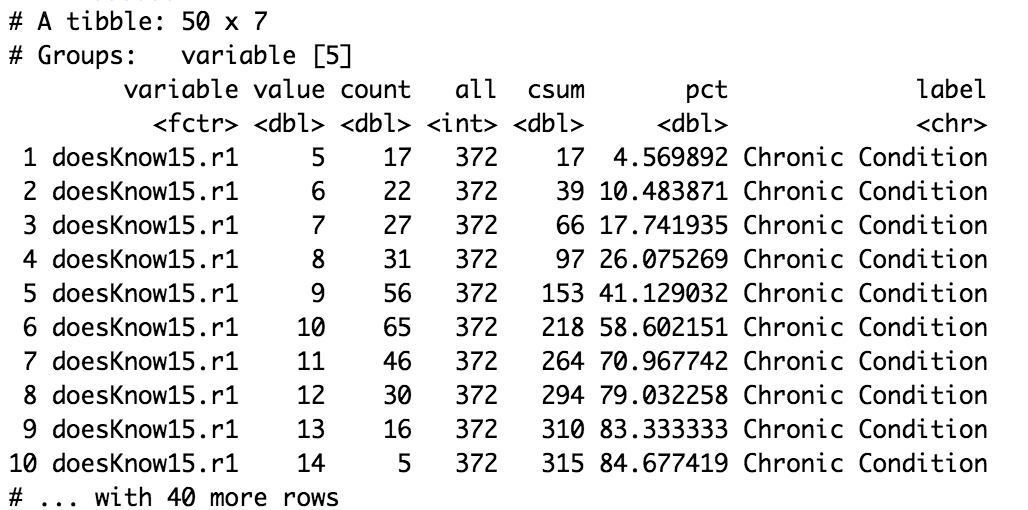 # A tibble: 50 x 7
# Groups:   variable [5]
variable value count all csum pct label
<fctr> <dbl> <dbl> <int> <dbl> <dbl> <chr>
1 doesKnow15.r1 5 17 372 17 4.569892 Chronic Condition
2 doesKnow15.r1 6 22 372 39 10.483871 Chronic Condition
3 doesKnow15.r1 7 27 372 66 17.741935 Chronic Condition
4 doesKnow15.r1 8 31 372 97 26.075269 Chronic Condition
5 doesKnow15.r1 9 56 372 153 41.129032 Chronic Condition
6 doesKnow15.r1 10 65 372 218 58.602151 Chronic Condition
7 doesKnow15.r1 11 46 372 264 70.967742 Chronic Condition
8 doesKnow15.r1 12 30 372 294 79.032258 Chronic Condition
9 doesKnow15.r1 13 16 372 310 83.333333 Chronic Condition
10 doesKnow15.r1 14 5 372 315 84.677419 Chronic Condition
# ... with 40 more rows